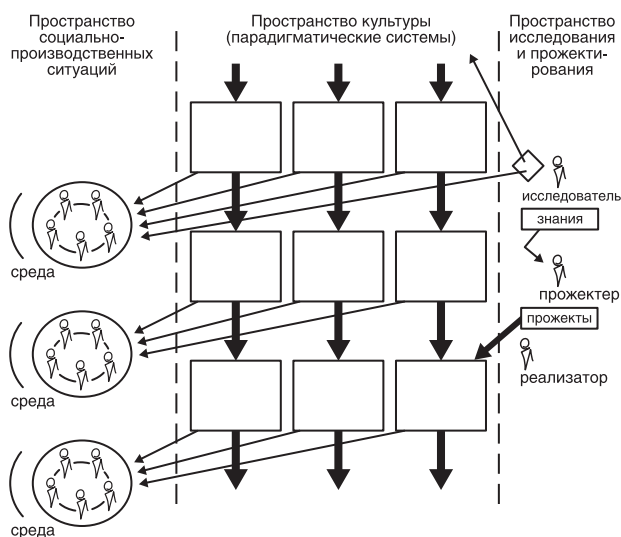 Пространство
социально-
производственных
ситуаций
Пространство культуры
(парадигматические системы)
Пространство
исследования
и прожекти-
рования
исследователь
знания
прожектер
прожекты
реализатор
среда
среда
среда